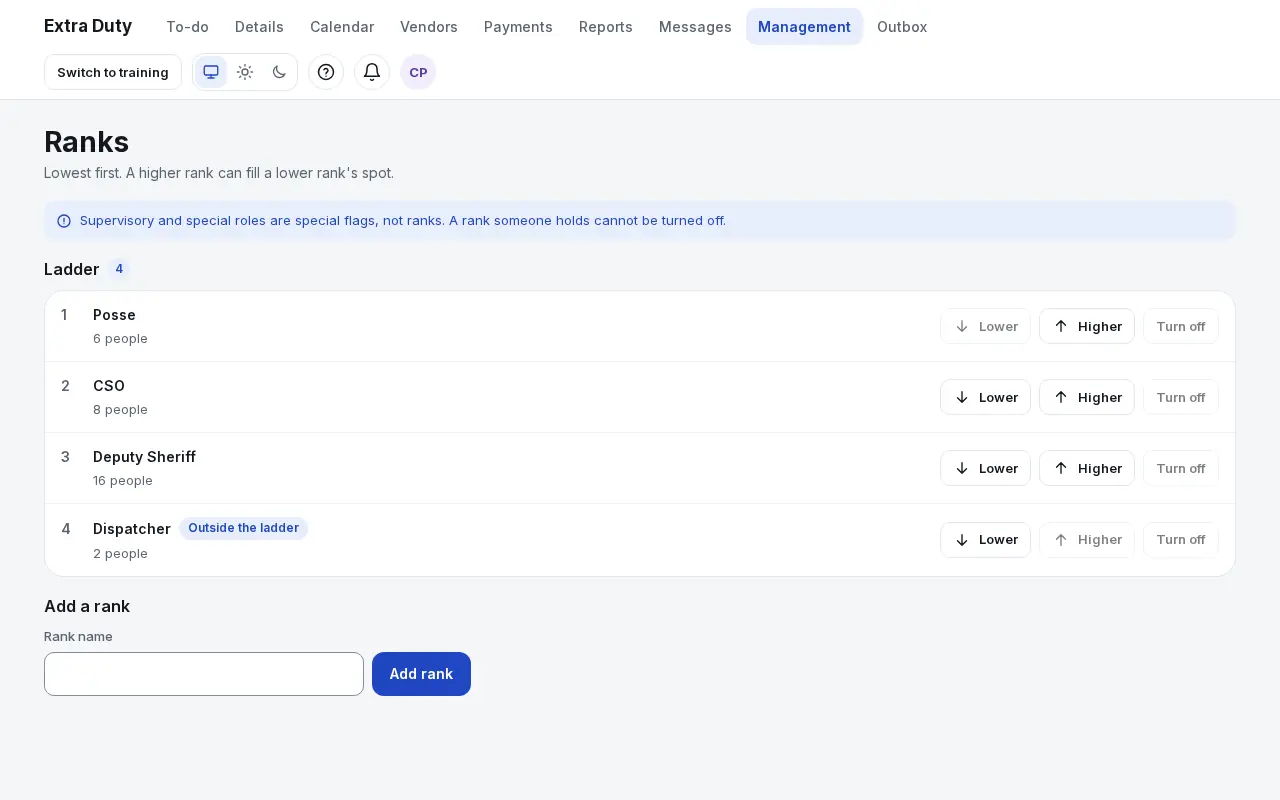 Extra Duty
To-do Details Calendar Vendors Payments Reports Messages Management Outbox
Switch to training
CP
Ranks
Lowest first. A higher rank can fill a lower rank's spot.
Supervisory and special roles are special flags, not ranks. A rank someone holds cannot be turned off.
Ladder 4
1 Posse
6 people
Lower Higher Turn off
2 CSO
8 people
Lower Higher Turn off
3 Deputy Sheriff
16 people
Lower Higher Turn off
4 Dispatcher Outside the ladder
2 people
Lower Higher Turn off
Add a rank
Rank name
Add rank